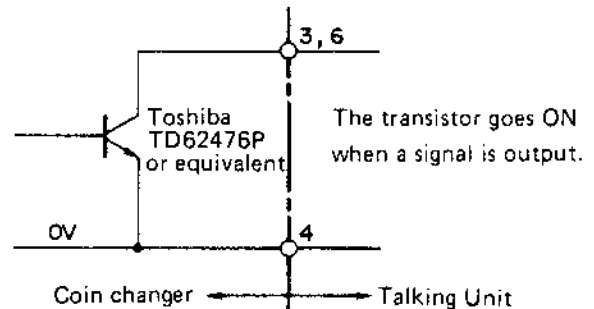 3, 6
Toshiba
TD62476P
or equivalent
The transistor goes ON
when a signal is output.
0V
4
Coin changer
Talking Unit